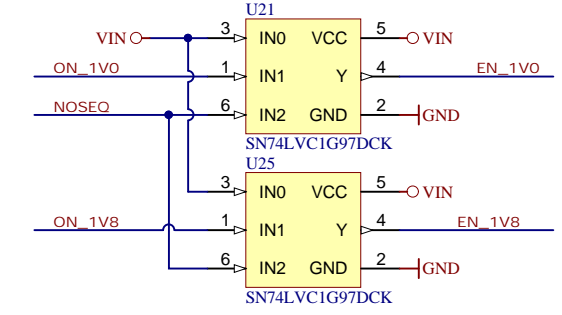 U21
VIN 3 IN0 VCC 5 VIN
ON_1V0 1 IN1 Y 4 EN_1V0
NOSEQ 6 IN2 GND 2 GND
SN74LVC1G97DCK
U25
3 IN0 VCC 5 VIN
ON_1V8 1 IN1 Y 4 EN_1V8
6 IN2 GND 2 GND
SN74LVC1G97DCK